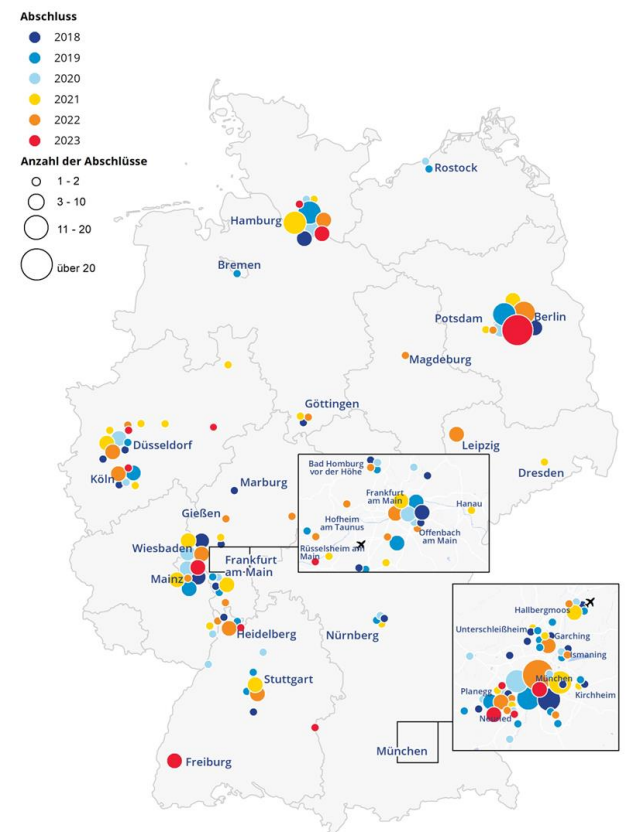 Abschluss
2018
2019
2020
2021
2022
2023
Anzahl der Abschlüsse
1 - 2
3 - 10
11 - 20
über 20
Rostock
Hamburg
Bremen
Potsdam
Berlin
Magdeburg
Göttingen
Düsseldorf
Leipzig
Köln
Dresden
Marburg
Bad Homburg
vor der Höhe
Frankfurt
am Main
Hanau
Hofheim
am Taunus
Offenbach
am Main
Rüsselsheim am
Main
Gießen
Wiesbaden
Frankfurt
am-Main
Mainz
Heidelberg
Nürnberg
Hallbergmoos
Unterschleißheim
Garching
Ismaning
München
Planegg
Kirchheim
Neuried
Stuttgart
München
Freiburg